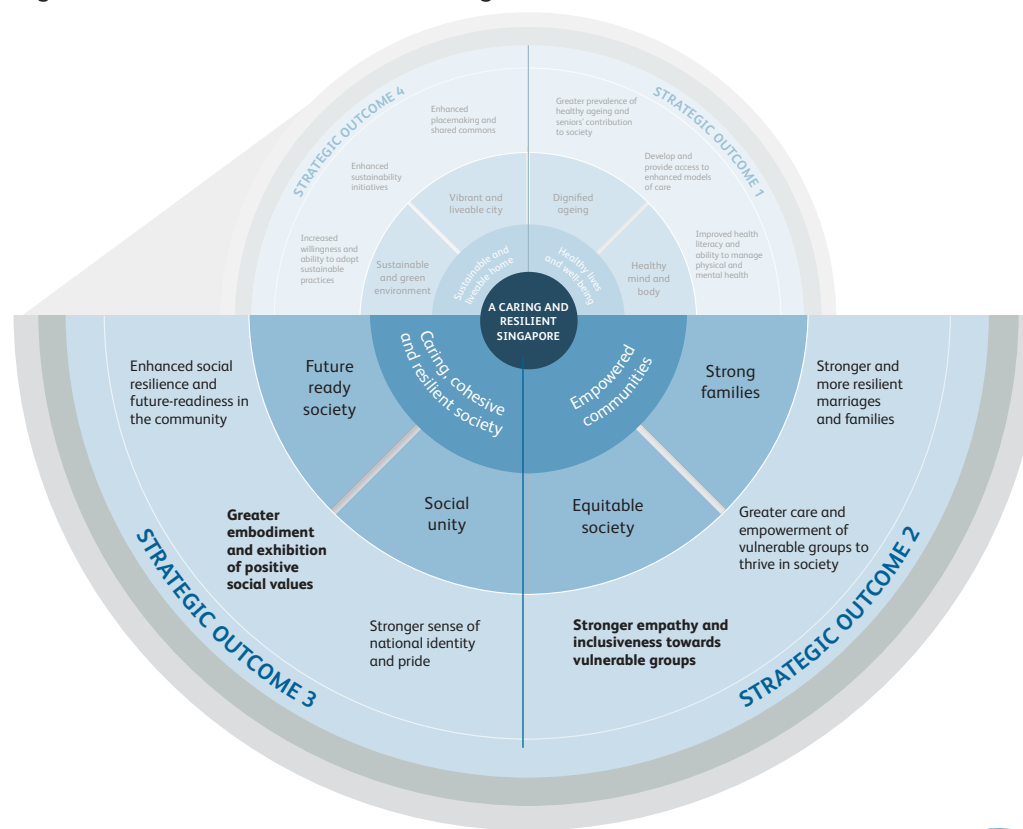 STRATEGIC OUTCOME 4
Enhanced
placemaking and
shared commons
Enhanced
sustainability
initiatives
Increased
willingness and
ability to adopt
sustainable
practices
Vibrant and
liveable city
Sustainable
and green
environment
Sustainable and
liveable home
STRATEGIC OUTCOME 1
Greater prevalence of
healthy ageing and
seniors' contribution
to society
Develop and
provide access to
enhanced models
of care
Improved health
literacy and
ability to manage
physical and
mental health
Dignified
ageing
Healthy
mind and
body
Healthy lives
and well-being
A CARING AND
RESILIENT
SINGAPORE
Caring, cohesive
and resilient society
Future
ready
society
Social
unity
Enhanced social
resilience and
future-readiness in
the community
Greater
embodiment
and exhibition
of positive
social values
Stronger sense of
national identity
and pride
STRATEGIC OUTCOME 3
Empowered
communities
Strong
families
Equitable
society
Stronger and
more resilient
marriages
and families
Greater care and
empowerment of
vulnerable groups to
thrive in society
Stronger empathy and
inclusiveness towards
vulnerable groups
STRATEGIC OUTCOME 2